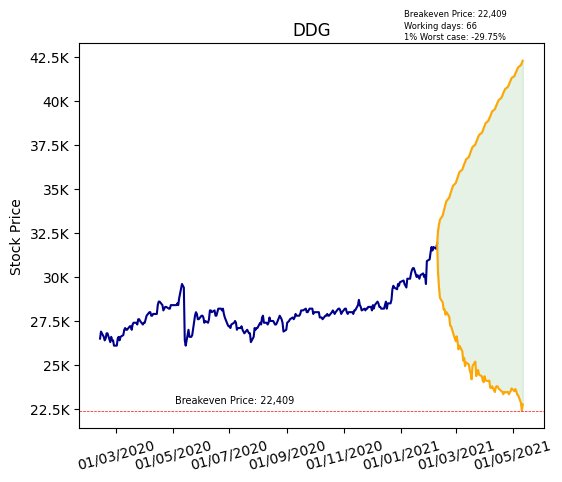 Breakeven Price: 22,409
Working days: 66
1% Worst case: -29.75%
DDG
42.5K
40K
37.5K
35K
32.5K
30K
27.5K
25K
22.5K
Stock Price
Breakeven Price: 22,409
01/03/2020
01/05/2020
01/07/2020
01/09/2020
01/11/2020
01/01/2021
01/03/2021
01/05/2021